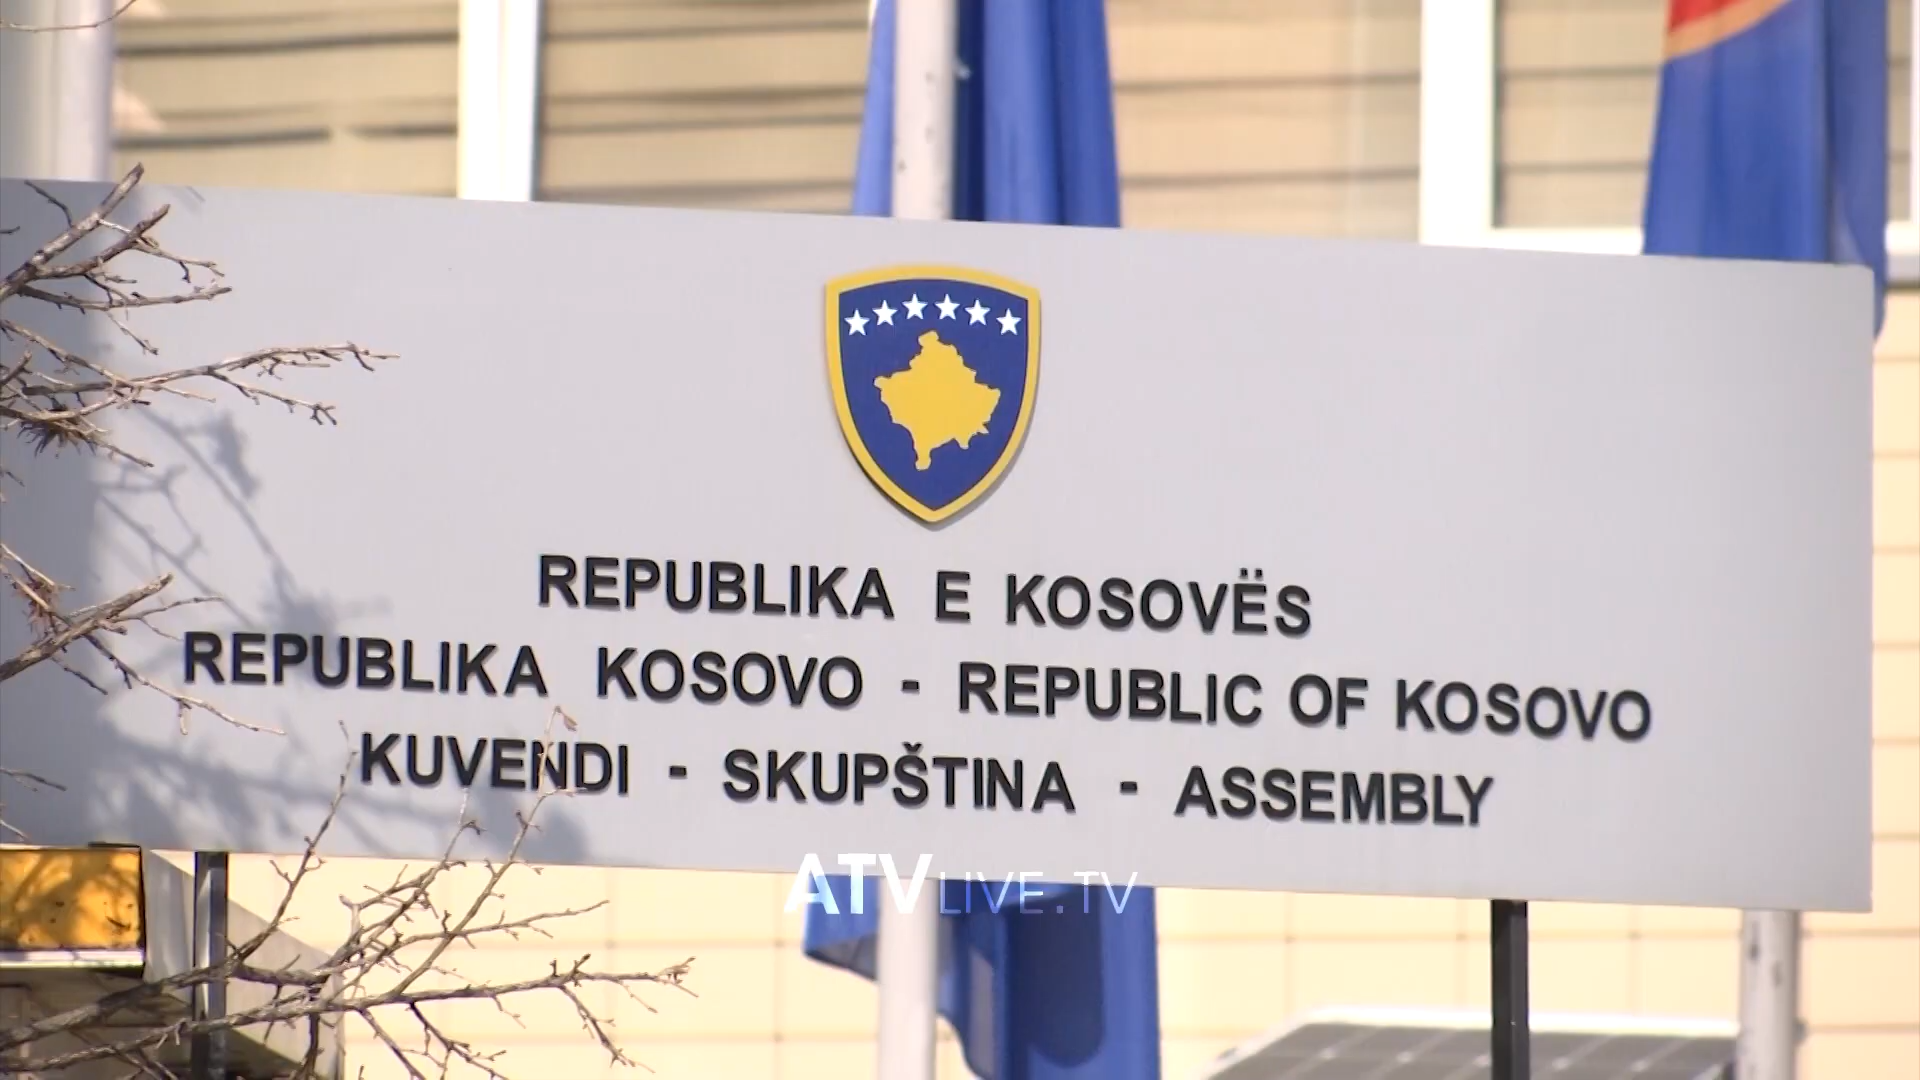 REPUBLIKA E KOSOVËS
REPUBLIKA KOSOVO - REPUBLIC OF KOSOVO
KUVENDI - SKUPŠTINA - ASSEMBLY
ATVLIVE.TV